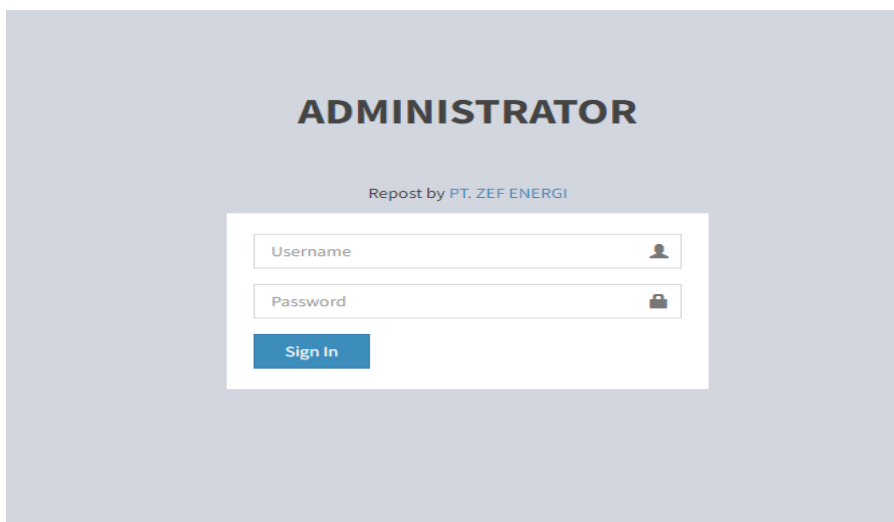 ADMINISTRATOR
Repost by PT. ZEF ENERGI
Username
Password
Sign In